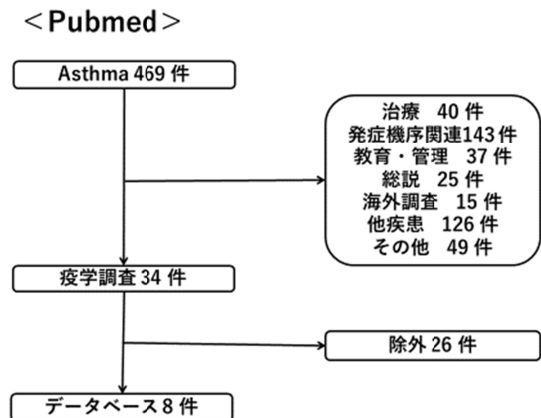 ＜Pubmed＞
Asthma 469 件
治療　40 件
発症機序関連143件
教育・管理　37 件
総説　25 件
海外調査　15 件
他疾患　126 件
その他　49 件
疫学調査 34 件
除外 26 件
データベース 8 件